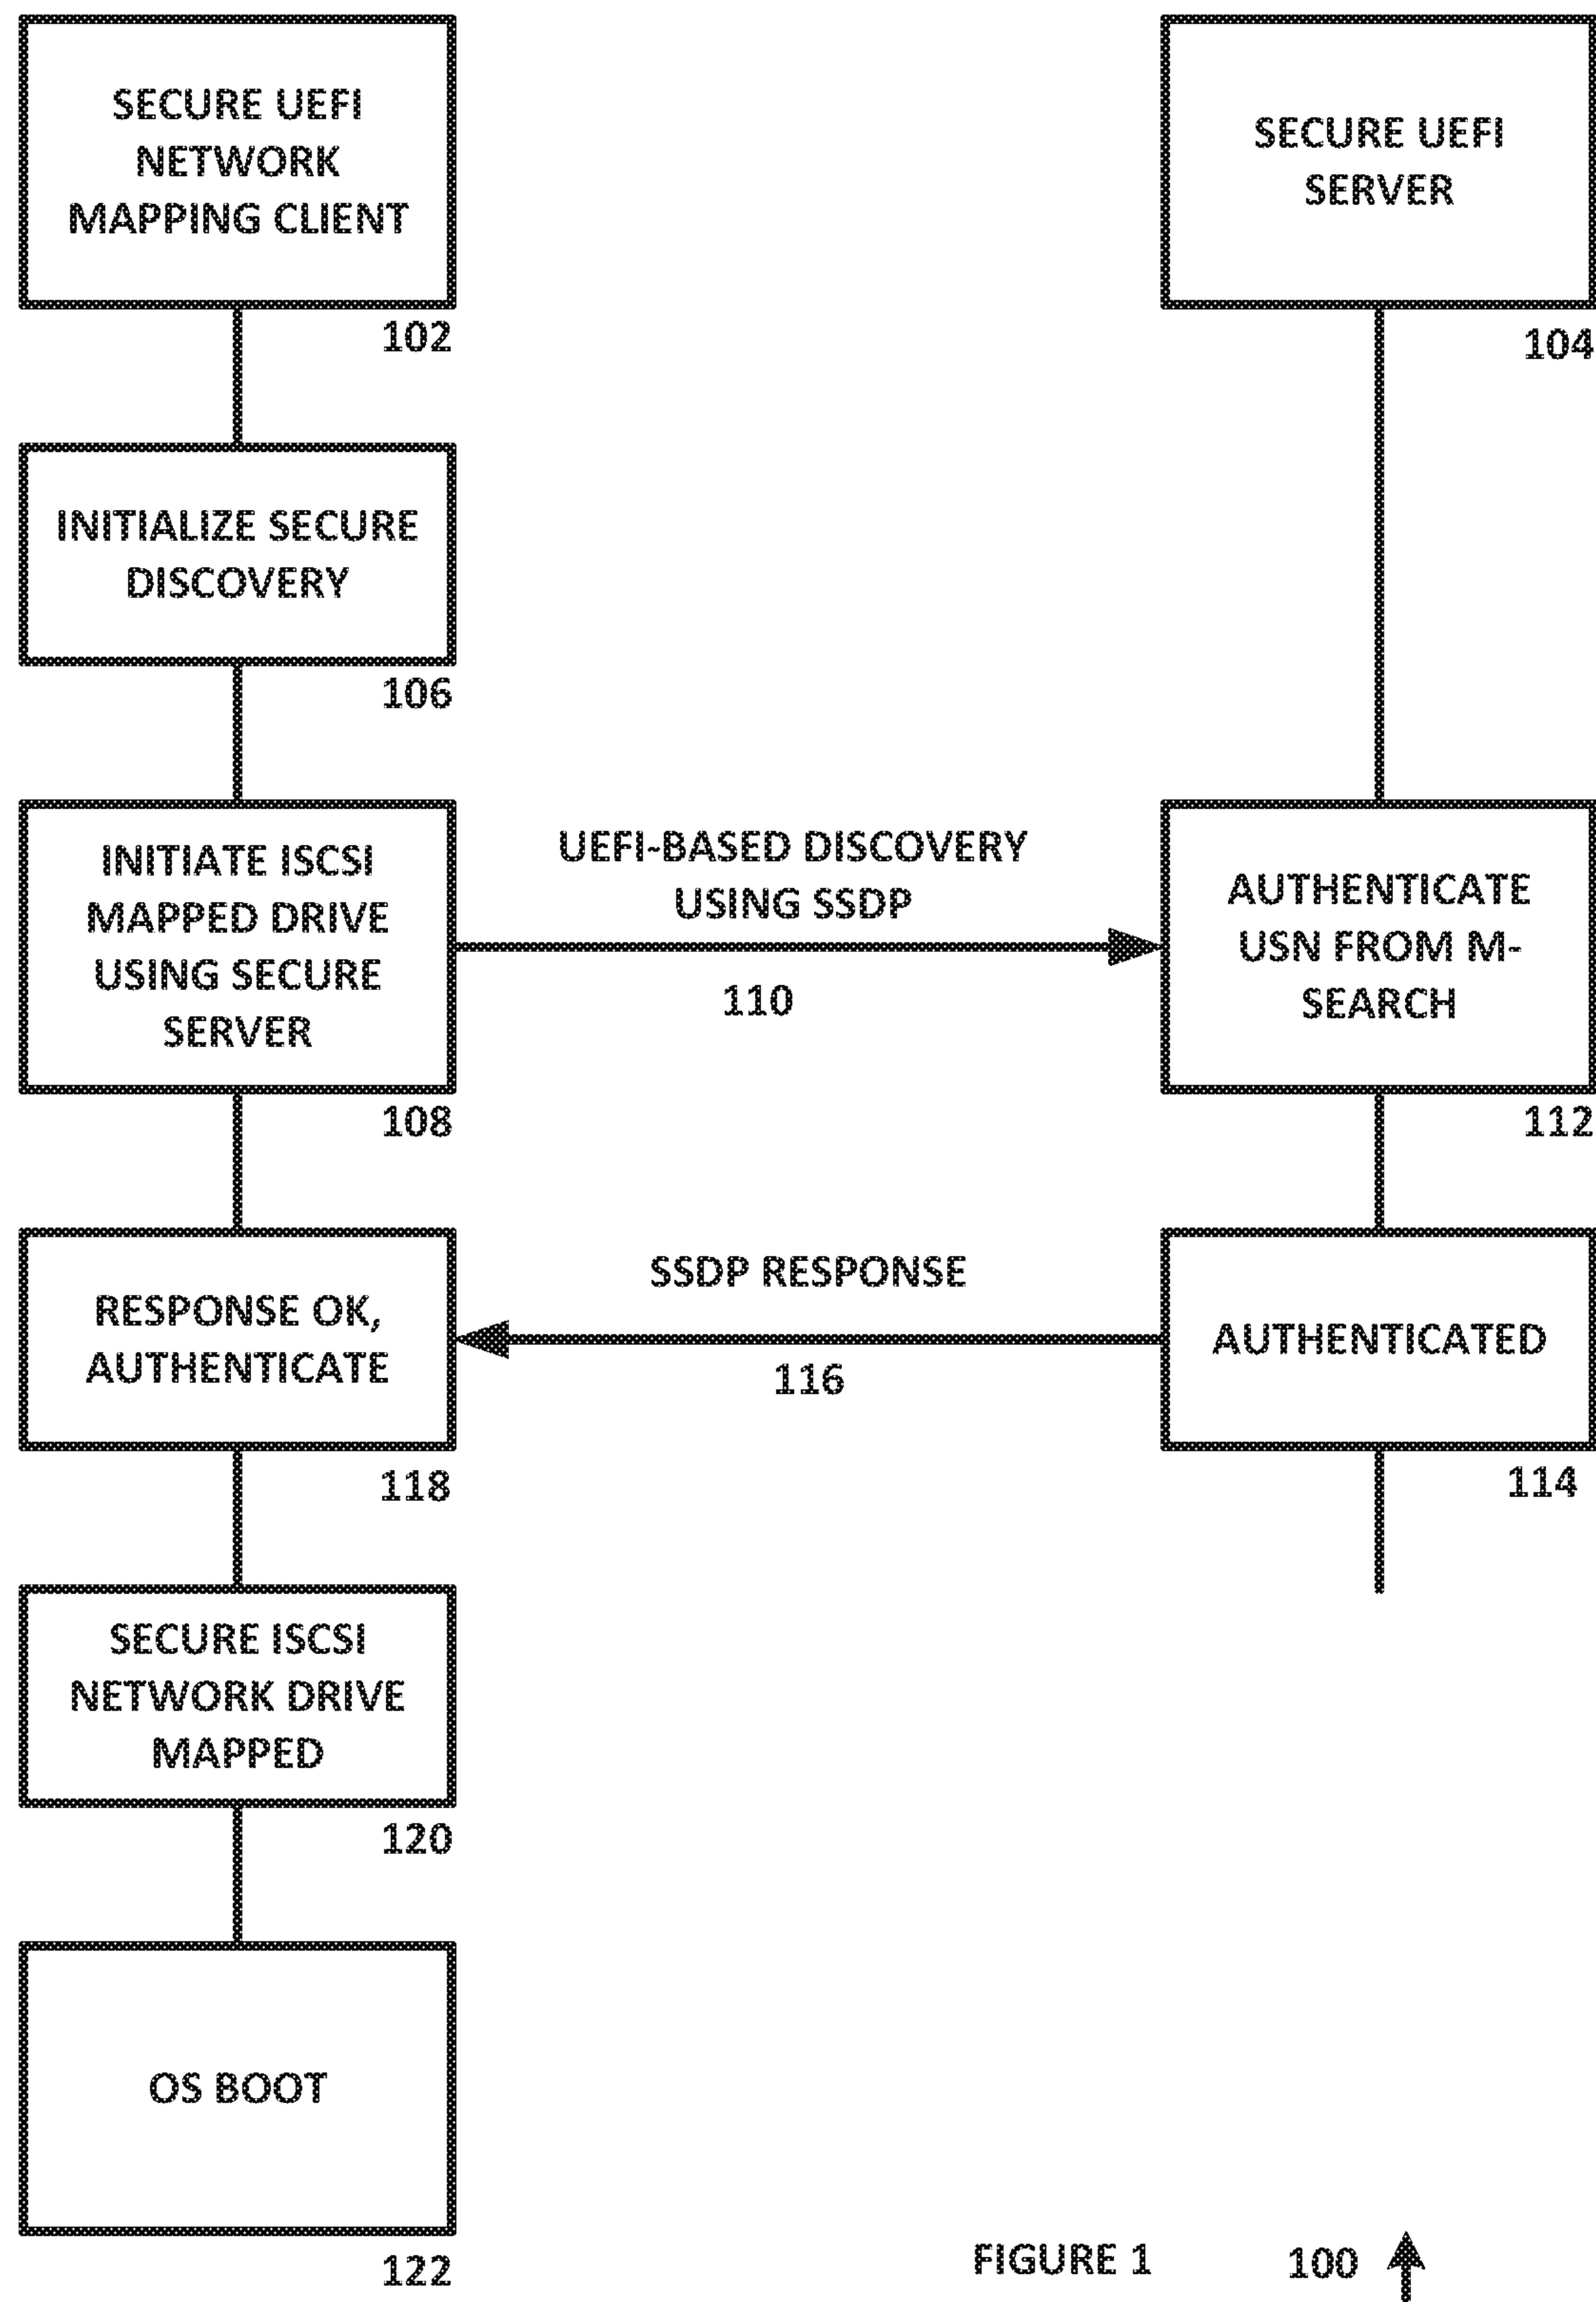 SECURE UEFI
NETWORK
MAPPING CLIENT
102
SECURE UEFI
SERVER
104
INITIALIZE SECURE
DISCOVERY
106
INITIATE ISCSI
MAPPED DRIVE
USING SECURE
SERVER
108
UEFI-BASED DISCOVERY
USING SSDP
110
AUTHENTICATE
USN FROM M-
SEARCH
112
RESPONSE OK,
AUTHENTICATE
118
SSDP RESPONSE
116
AUTHENTICATED
114
SECURE ISCSI
NETWORK DRIVE
MAPPED
120
OS BOOT
122
FIGURE 1
100